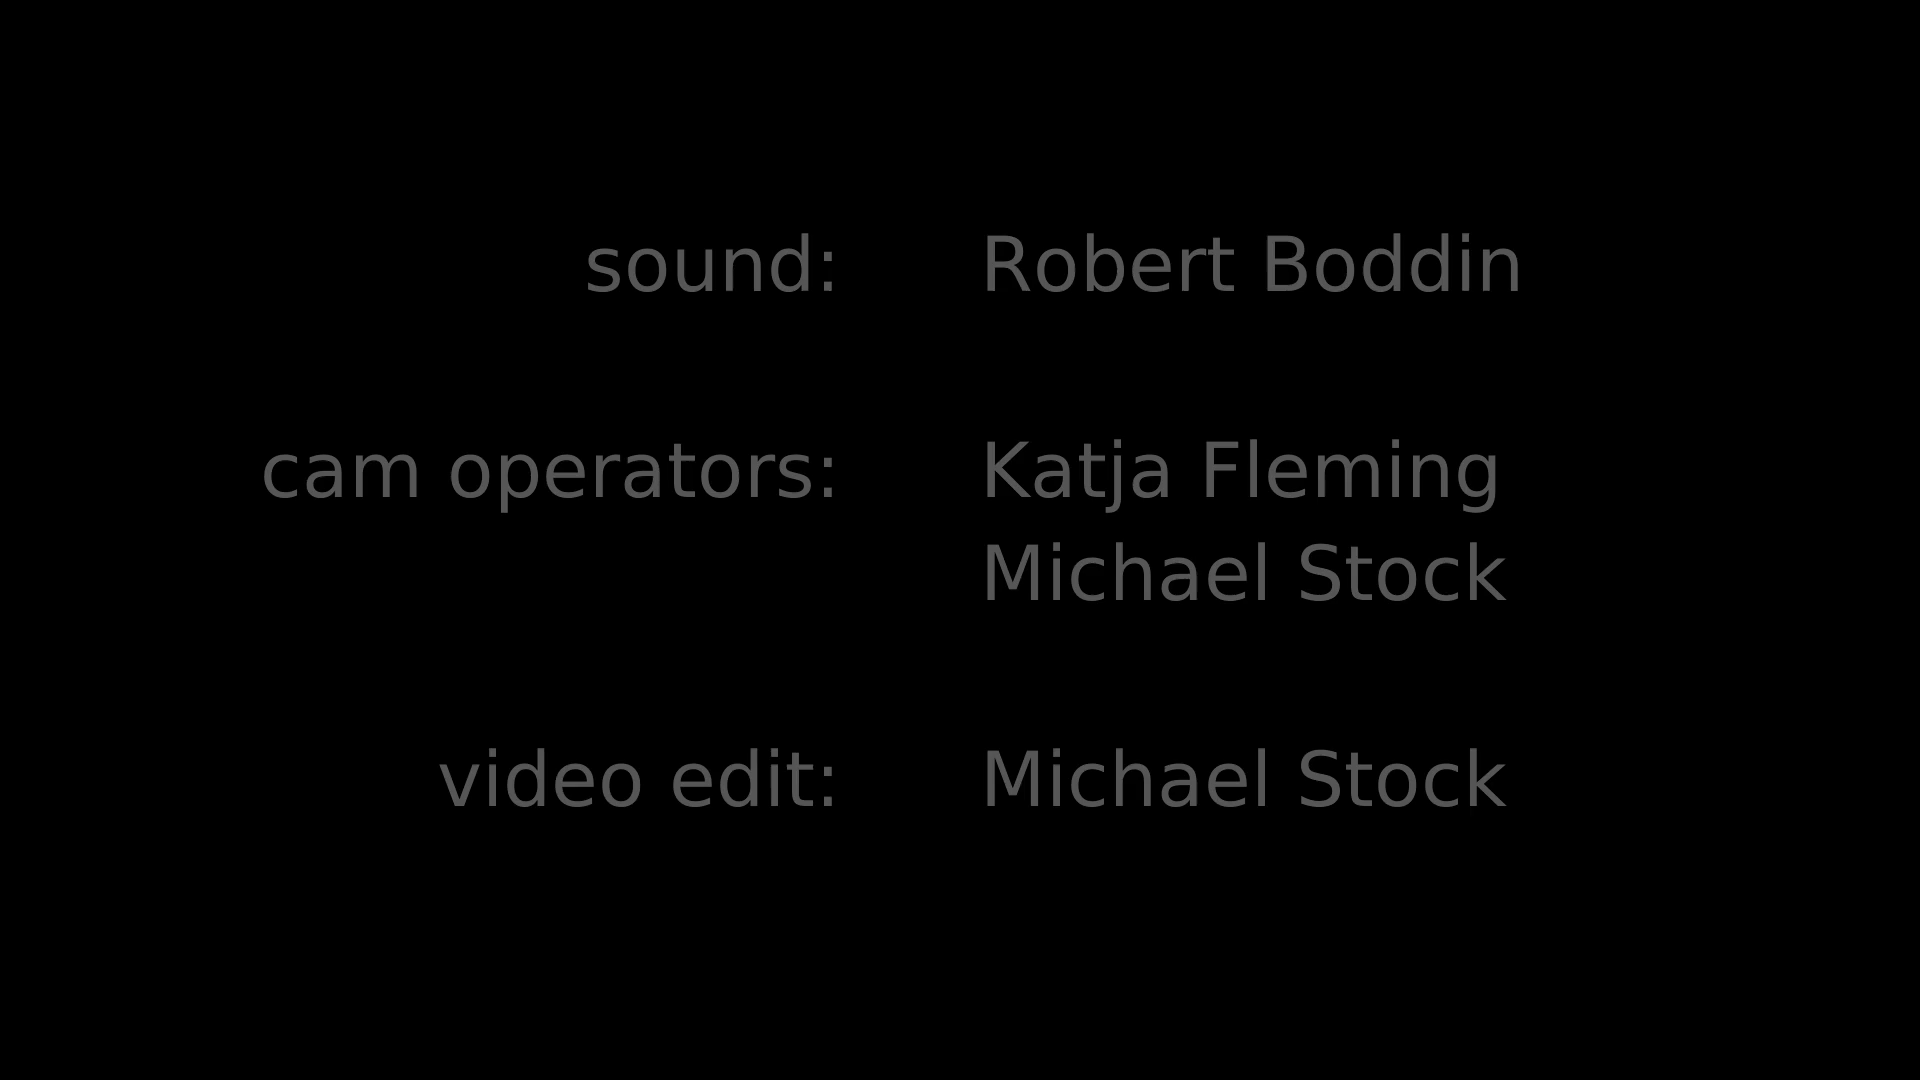 sound: Robert Boddin
cam operators: Katja Fleming
Michael Stock
video edit: Michael Stock